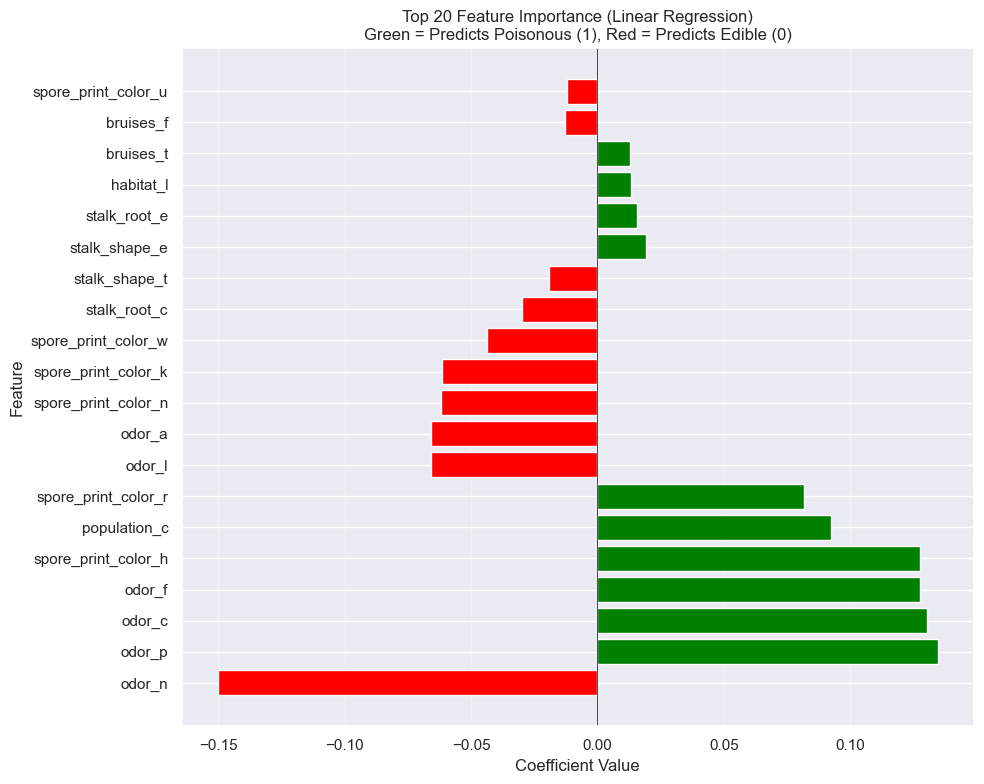 Top 20 Feature Importance (Linear Regression)
Green = Predicts Poisonous (1), Red = Predicts Edible (0)
spore_print_color_u
bruises_f
bruises_t
habitat_l
stalk_root_e
stalk_shape_e
stalk_shape_t
stalk_root_c
spore_print_color_w
spore_print_color_k
spore_print_color_n
odor_a
odor_l
spore_print_color_r
population_c
spore_print_color_h
odor_f
odor_c
odor_p
odor_n
Feature
−0.15 −0.10 −0.05 0.00 0.05 0.10
Coefficient Value